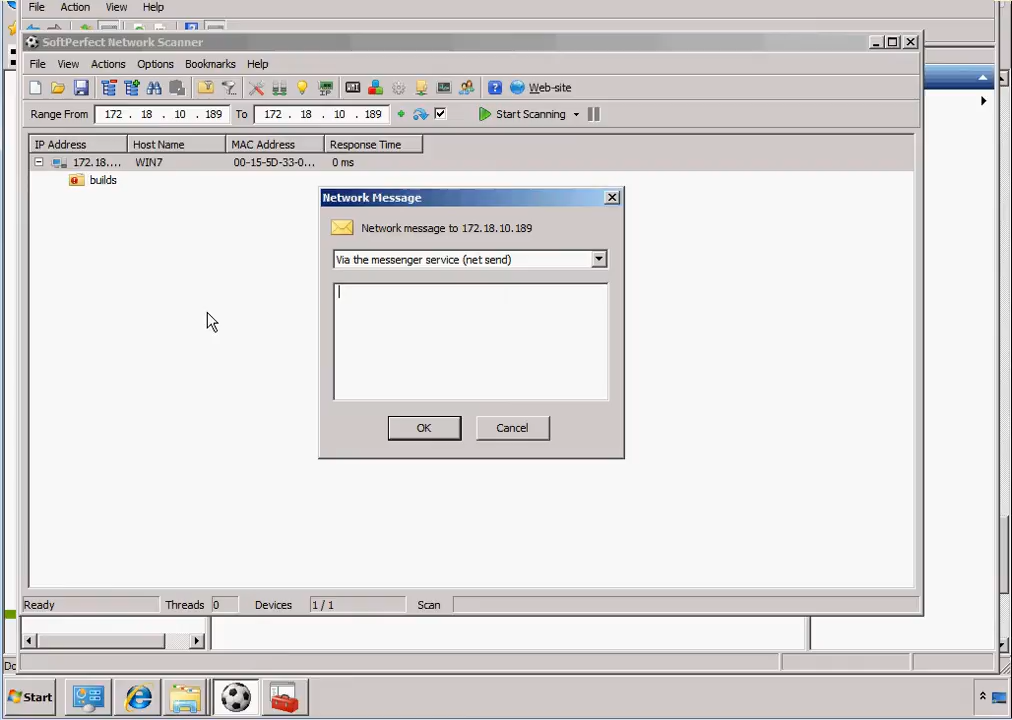 File Action View Help
SoftPerfect Network Scanner
File View Actions Options Bookmarks Help
Web-site
Range From 172 . 18 . 10 . 189 To 172 . 18 . 10 . 189 Start Scanning
IP Address Host Name MAC Address Response Time
172.18.... WIN7 00-15-5D-33-0... 0 ms
builds
Network Message
Network message to 172.18.10.189
Via the messenger service (net send)
OK Cancel
Ready Threads 0 Devices 1 / 1 Scan
Start